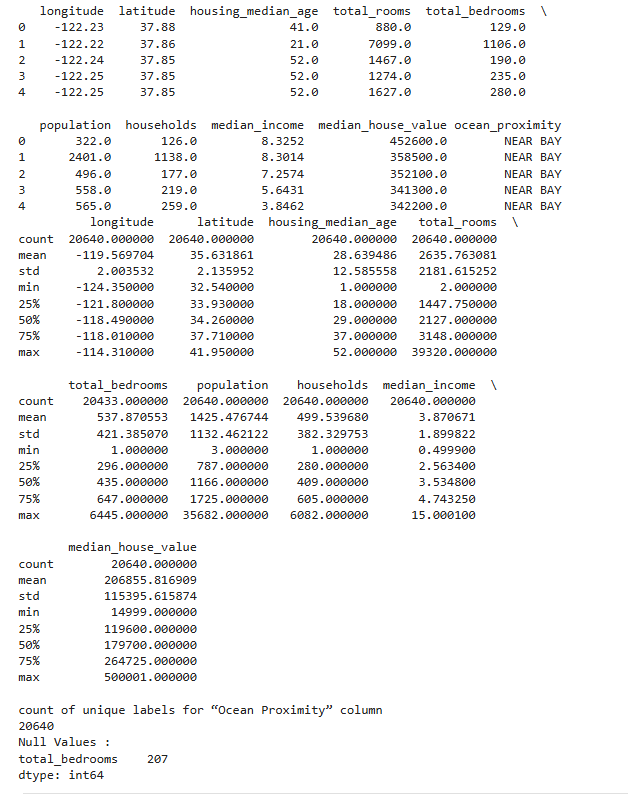 longitude  latitude  housing_median_age  total_rooms  total_bedrooms  \
0    -122.23     37.88                41.0        880.0           129.0
1    -122.22     37.86                21.0       7099.0          1106.0
2    -122.24     37.85                52.0       1467.0           190.0
3    -122.25     37.85                52.0       1274.0           235.0
4    -122.25     37.85                52.0       1627.0           280.0

   population  households  median_income  median_house_value ocean_proximity
0       322.0       126.0         8.3252            452600.0        NEAR BAY
1      2401.0      1138.0         8.3014            358500.0        NEAR BAY
2       496.0       177.0         7.2574            352100.0        NEAR BAY
3       558.0       219.0         5.6431            341300.0        NEAR BAY
4       565.0       259.0         3.8462            342200.0        NEAR BAY
          longitude      latitude  housing_median_age   total_rooms  \
count  20640.000000  20640.000000        20640.000000  20640.000000
mean    -119.569704     35.631861           28.639486   2635.763081
std        2.003532      2.135952           12.585558   2181.615252
min     -124.350000     32.540000            1.000000      2.000000
25%     -121.800000     33.930000           18.000000   1447.750000
50%     -118.490000     34.260000           29.000000   2127.000000
75%     -118.010000     37.710000           37.000000   3148.000000
max     -114.310000     41.950000           52.000000  39320.000000

       total_bedrooms    population    households  median_income  \
count    20433.000000  20640.000000  20640.000000   20640.000000
mean       537.870553   1425.476744    499.539680       3.870671
std        421.385070   1132.462122    382.329753       1.899822
min          1.000000      3.000000      1.000000       0.499900
25%        296.000000    787.000000    280.000000       2.563400
50%        435.000000   1166.000000    409.000000       3.534800
75%        647.000000   1725.000000    605.000000       4.743250
max       6445.000000  35682.000000   6082.000000      15.000100

       median_house_value
count        20640.000000
mean        206855.816909
std         115395.615874
min          14999.000000
25%         119600.000000
50%         179700.000000
75%         264725.000000
max         500001.000000

count of unique labels for “Ocean Proximity” column
20640
Null Values :
total_bedrooms    207
dtype: int64